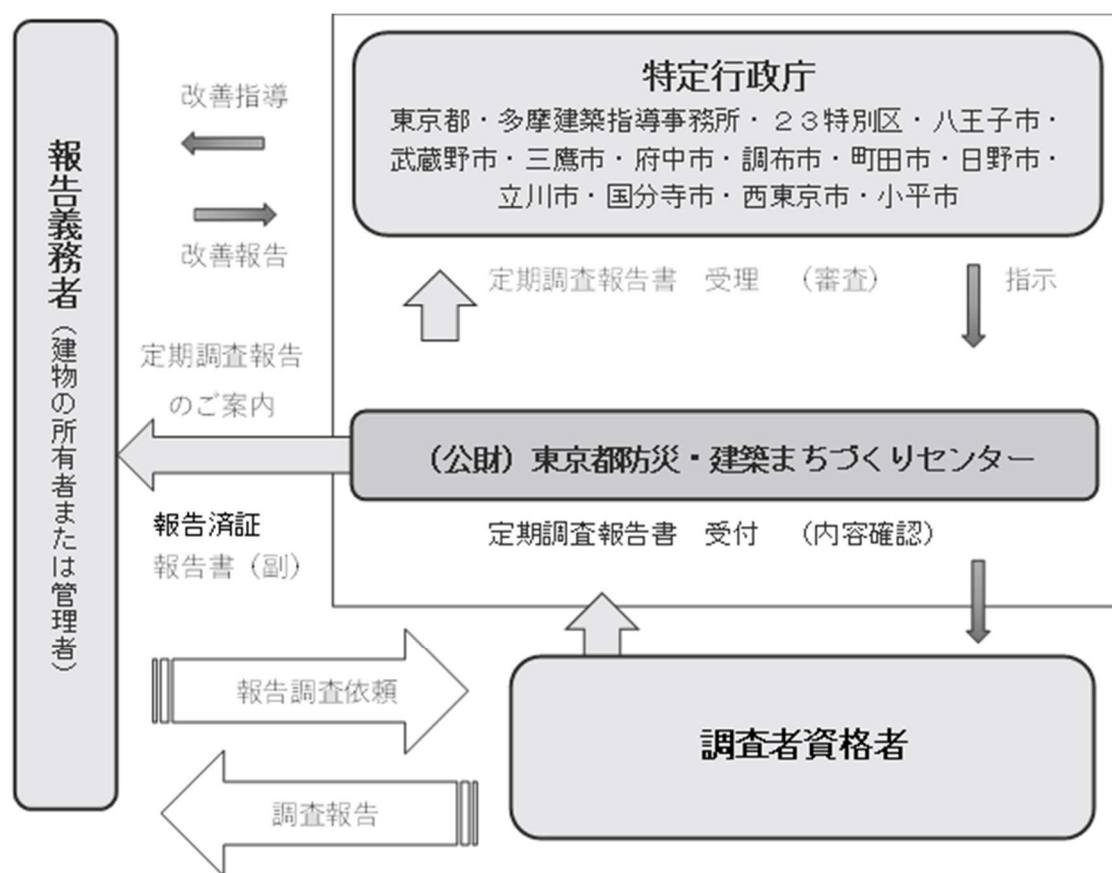 報告義務者(建物の所有者または管理者)
改善指導
改善報告
定期調査報告
のご案内
報告済証
報告書(副)
特定行政庁
東京都・多摩建築指導事務所・23特別区・八王子市・
武蔵野市・三鷹市・府中市・調布市・町田市・日野市・
立川市・国分寺市・西東京市・小平市
定期調査報告書 受理 (審査)
指示
(公財)東京都防災・建築まちづくりセンター
定期調査報告書 受付 (内容確認)
報告調査依頼
調査報告
調査者資格者